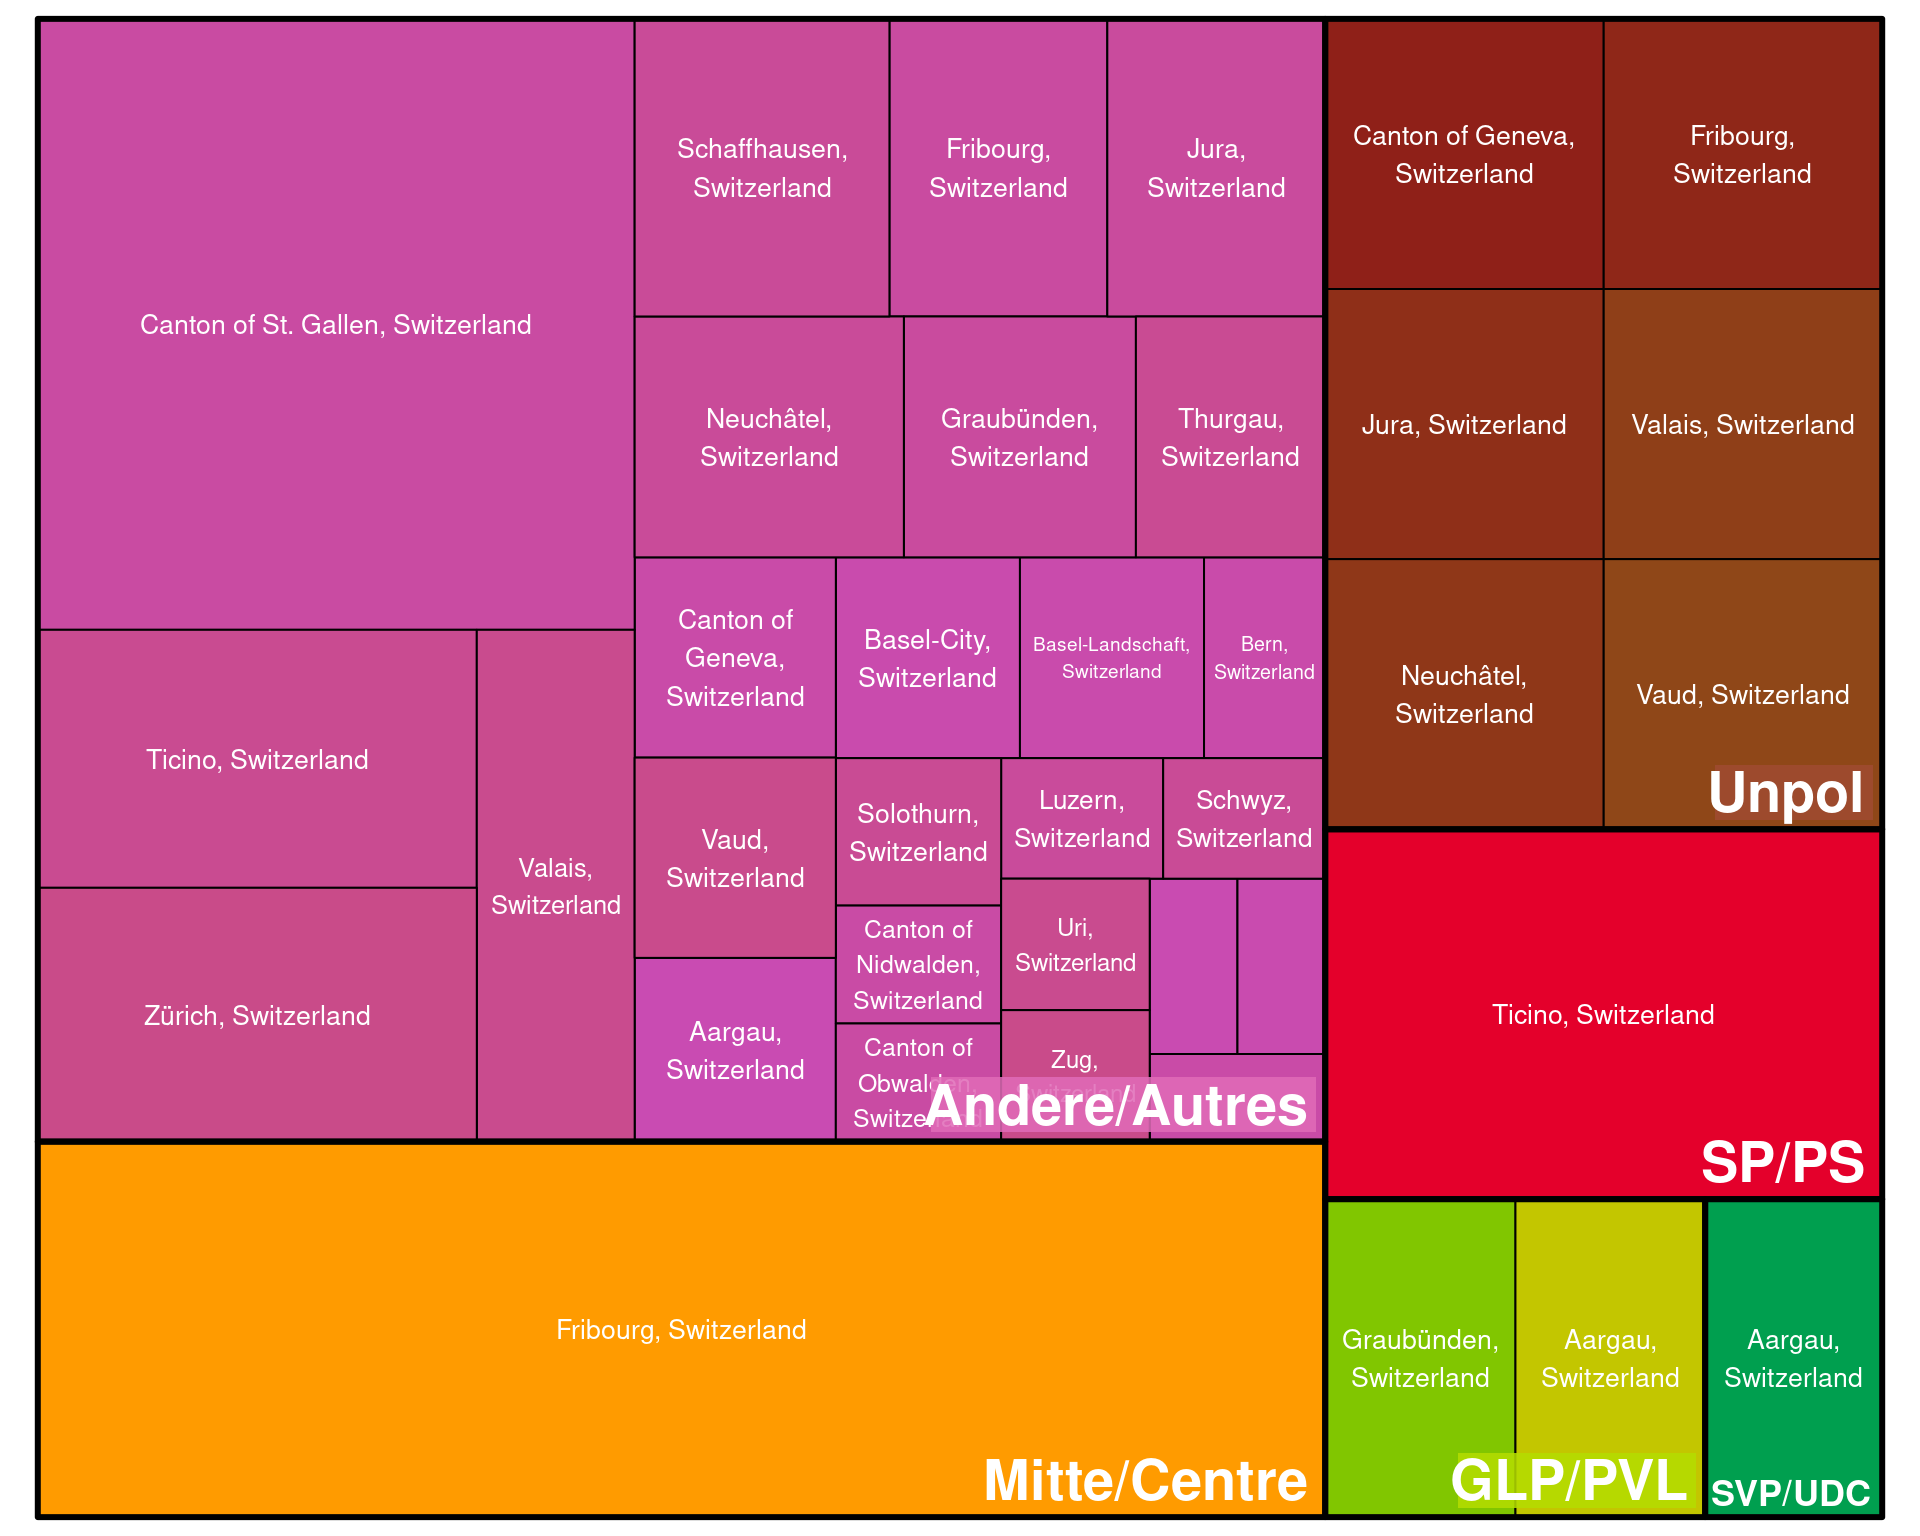 Canton of St. Gallen, Switzerland
Schaffhausen,
Switzerland
Fribourg,
Switzerland
Jura,
Switzerland
Neuchâtel,
Switzerland
Graubünden,
Switzerland
Thurgau,
Switzerland
Canton of
Geneva,
Switzerland
Basel-City,
Switzerland
Basel-Landschaft,
Switzerland
Bern,
Switzerland
Ticino, Switzerland
Zürich, Switzerland
Valais,
Switzerland
Vaud,
Switzerland
Aargau,
Switzerland
Solothurn,
Switzerland
Canton of
Nidwalden,
Switzerland
Canton of
Obwalden,
Switzerland
Luzern,
Switzerland
Schwyz,
Switzerland
Uri,
Switzerland
Zug,
Switzerland
Andere/Autres
Fribourg, Switzerland
Mitte/Centre
Canton of Geneva,
Switzerland
Fribourg,
Switzerland
Jura, Switzerland
Valais, Switzerland
Neuchâtel,
Switzerland
Vaud, Switzerland
Unpol
Ticino, Switzerland
SP/PS
Graubünden,
Switzerland
Aargau,
Switzerland
GLP/PVL
Aargau,
Switzerland
SVP/UDC